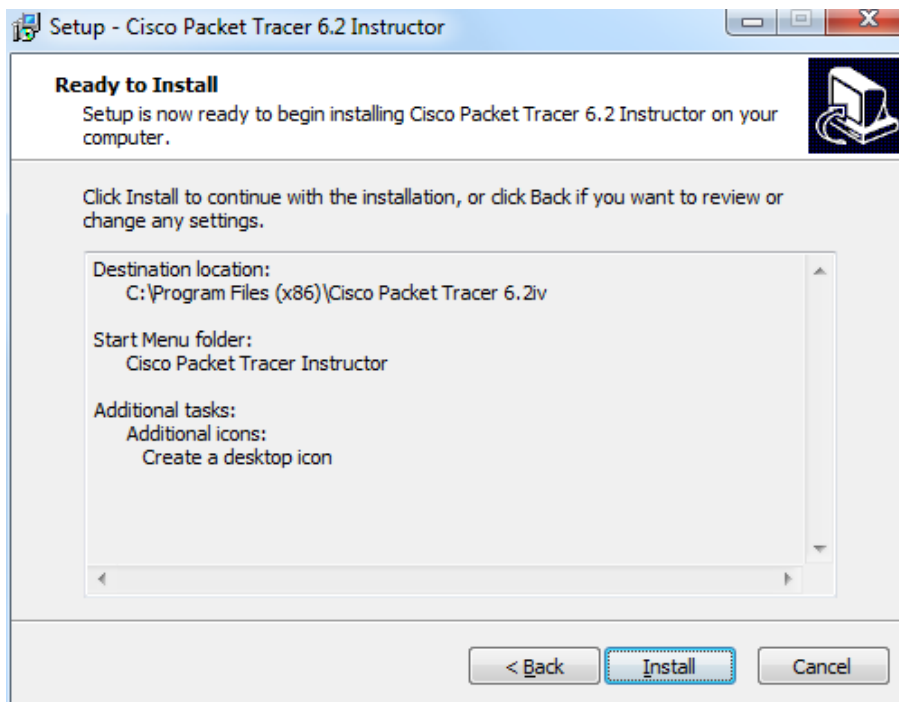 Setup - Cisco Packet Tracer 6.2 Instructor
Ready to Install
Setup is now ready to begin installing Cisco Packet Tracer 6.2 Instructor on your
computer.
Click Install to continue with the installation, or click Back if you want to review or
change any settings.
Destination location:
C:\Program Files (x86)\Cisco Packet Tracer 6.2iv
Start Menu folder:
Cisco Packet Tracer Instructor
Additional tasks:
Additional icons:
Create a desktop icon
< Back
Install
Cancel